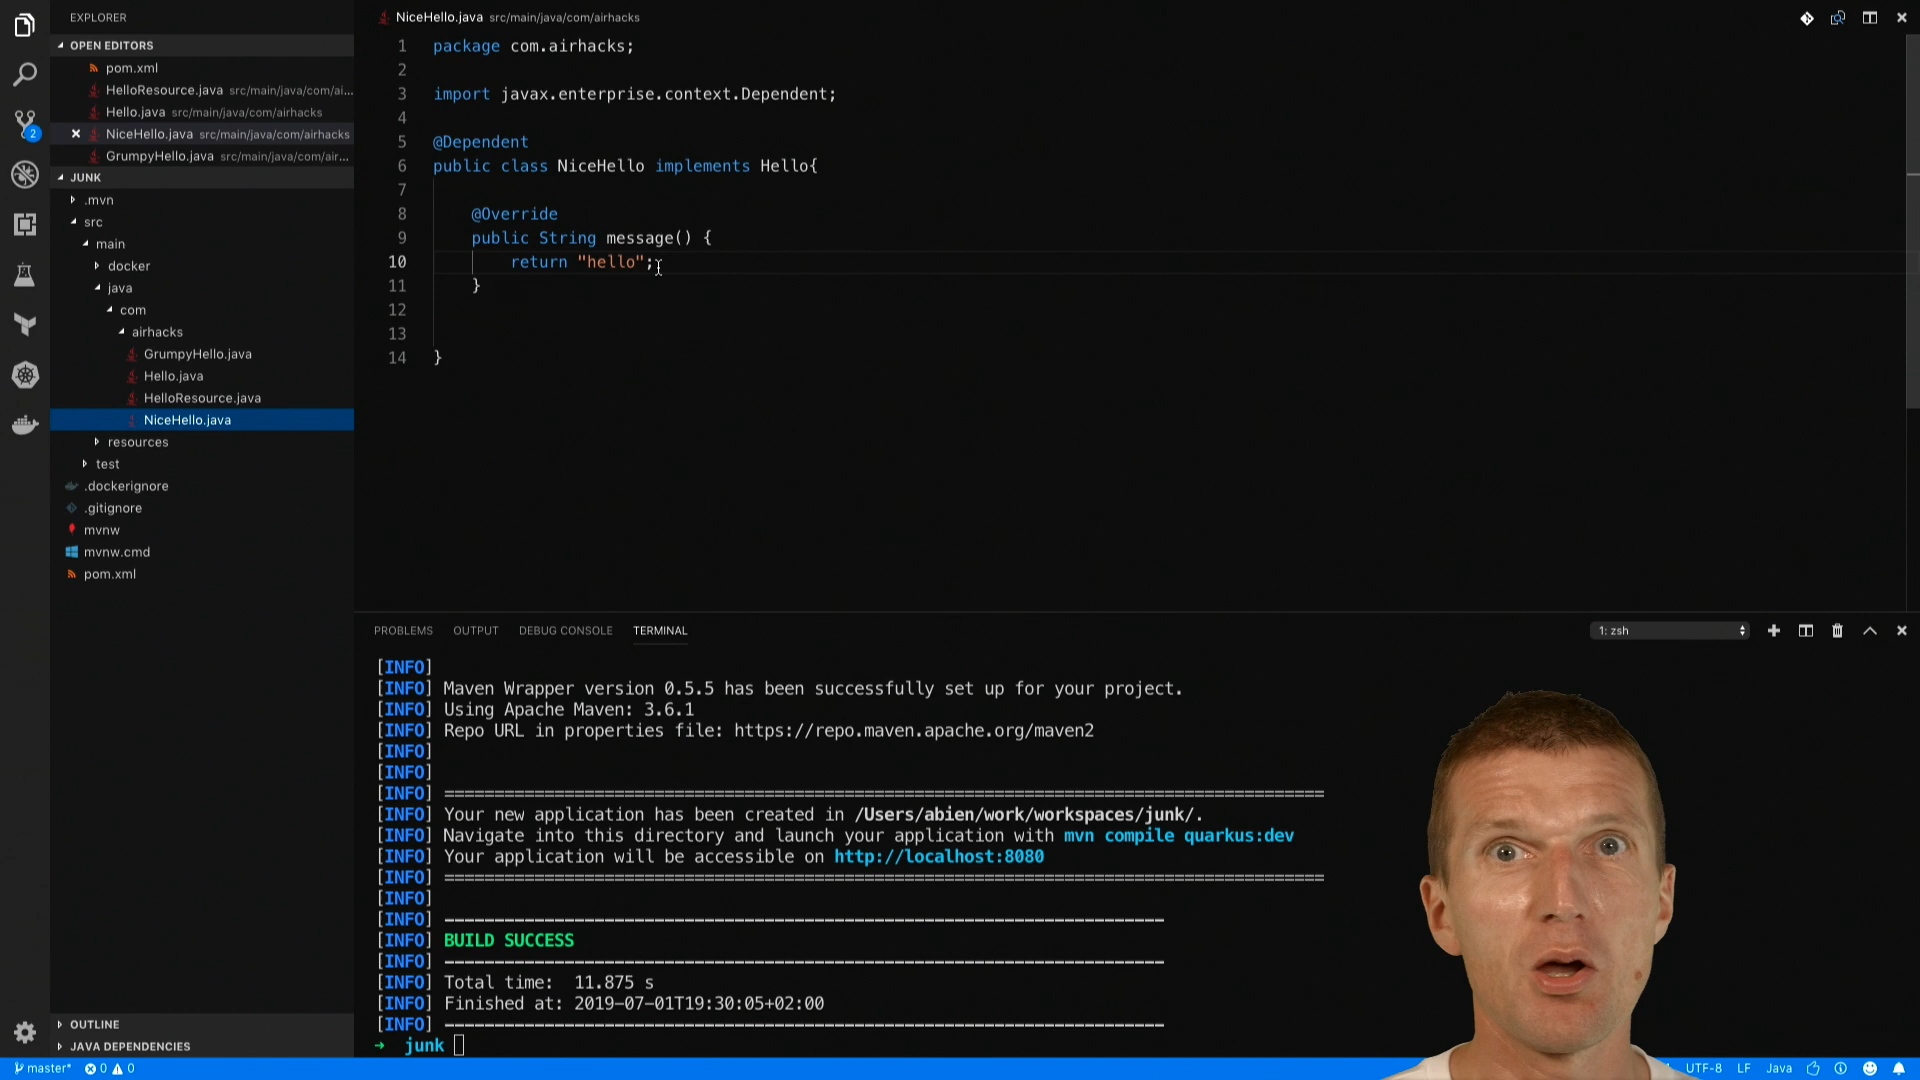 EXPLORER
OPEN EDITORS
pom.xml
HelloResource.java src/main/java/com/ai...
Hello.java src/main/java/com/airhacks
NiceHello.java src/main/java/com/airhacks
GrumpyHello.java src/main/java/com/air...
JUNK
.mvn
src
main
docker
java
com
airhacks
GrumpyHello.java
Hello.java
HelloResource.java
NiceHello.java
resources
test
.dockerignore
.gitignore
mvnw
mvnw.cmd
pom.xml
OUTLINE
JAVA DEPENDENCIES
2
NiceHello.java src/main/java/com/airhacks
1 package com.airhacks;
2
3 import javax.enterprise.context.Dependent;
4
5 @Dependent
6 public class NiceHello implements Hello{
7
8 @Override
9 public String message() {
10 return "hello";
11 }
12
13
14 }
PROBLEMS OUTPUT DEBUG CONSOLE TERMINAL 1: zsh
[INFO]
[INFO] Maven Wrapper version 0.5.5 has been successfully set up for your project.
[INFO] Using Apache Maven: 3.6.1
[INFO] Repo URL in properties file: https://repo.maven.apache.org/maven2
[INFO]
[INFO]
[INFO] ========================================================================================
[INFO] Your new application has been created in /Users/abien/work/workspaces/junk/.
[INFO] Navigate into this directory and launch your application with mvn compile quarkus:dev
[INFO] Your application will be accessible on http://localhost:8080
[INFO] ========================================================================================
[INFO]
[INFO] ------------------------------------------------------------------------
[INFO] BUILD SUCCESS
[INFO] ------------------------------------------------------------------------
[INFO] Total time:  11.875 s
[INFO] Finished at: 2019-07-01T19:30:05+02:00
[INFO] ------------------------------------------------------------------------
→ junk
master* 0 0 UTF-8 LF Java